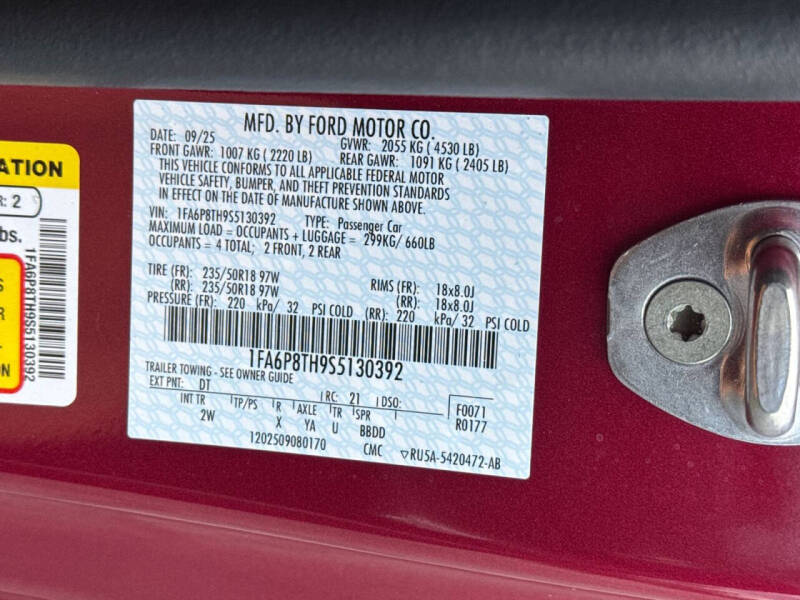 MFD. BY FORD MOTOR CO.
DATE: 09/25 GVWR: 2055 KG ( 4530 LB)
FRONT GAWR: 1007 KG ( 2220 LB) REAR GAWR: 1091 KG ( 2405 LB)
THIS VEHICLE CONFORMS TO ALL APPLICABLE FEDERAL MOTOR
VEHICLE SAFETY, BUMPER, AND THEFT PREVENTION STANDARDS
IN EFFECT ON THE DATE OF MANUFACTURE SHOWN ABOVE.
VIN: 1FA6P8TH9S5130392 TYPE: Passenger Car
MAXIMUM LOAD = OCCUPANTS + LUGGAGE = 299KG/ 660LB
OCCUPANTS = 4 TOTAL; 2 FRONT, 2 REAR
TIRE (FR): 235/50R18 97W RIMS (FR): 18x8.0J
(RR): 235/50R18 97W (RR): 18x8.0J
PRESSURE (FR): 220 kPa/ 32 PSI COLD (RR): 220 kPa/ 32 PSI COLD
1FA6P8TH9S5130392
TRAILER TOWING - SEE OWNER GUIDE
EXT PNT: DT RC: 21 DSO: F0071
INT TR TP/PS R AXLE TR SPR R0177
2W X YA U BBDD
1202509080170 CMC ▽RU5A-5420472-AB
ATION
R: 2
bs.
S
R
ON
1FA6P8TH9S5130392